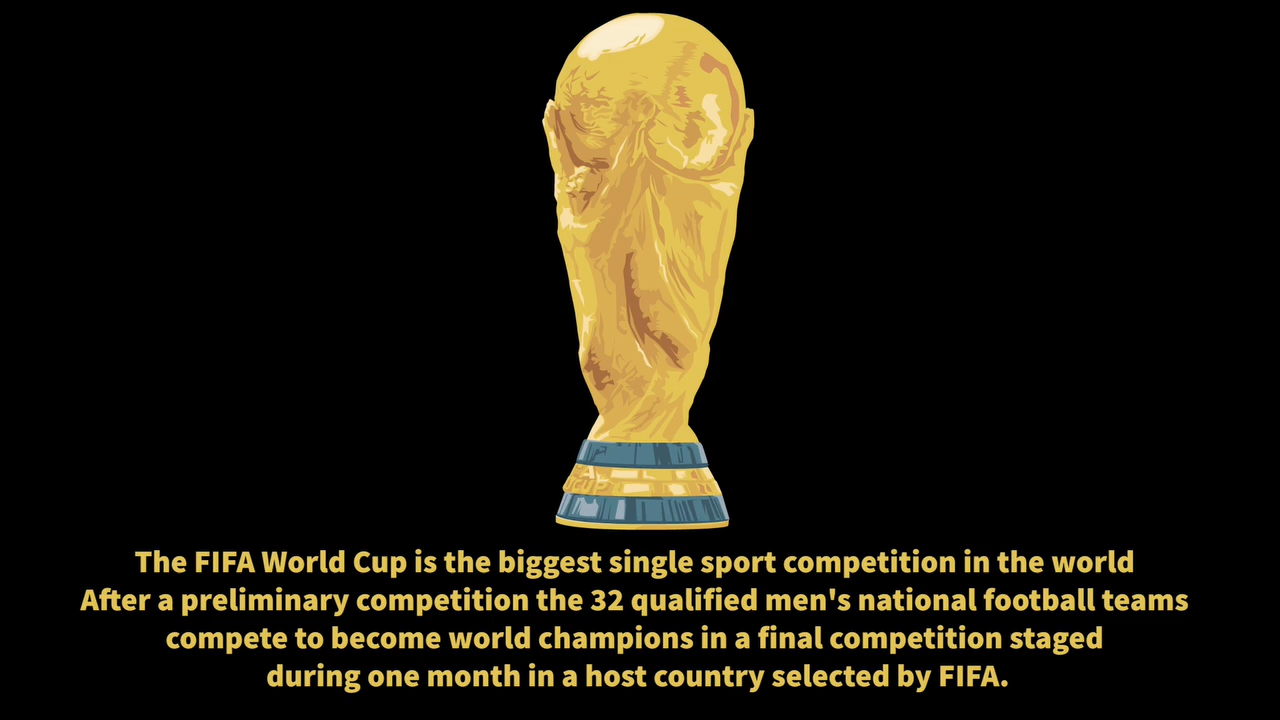 The FIFA World Cup is the biggest single sport competition in the world
After a preliminary competition the 32 qualified men's national football teams
compete to become world champions in a final competition staged
during one month in a host country selected by FIFA.